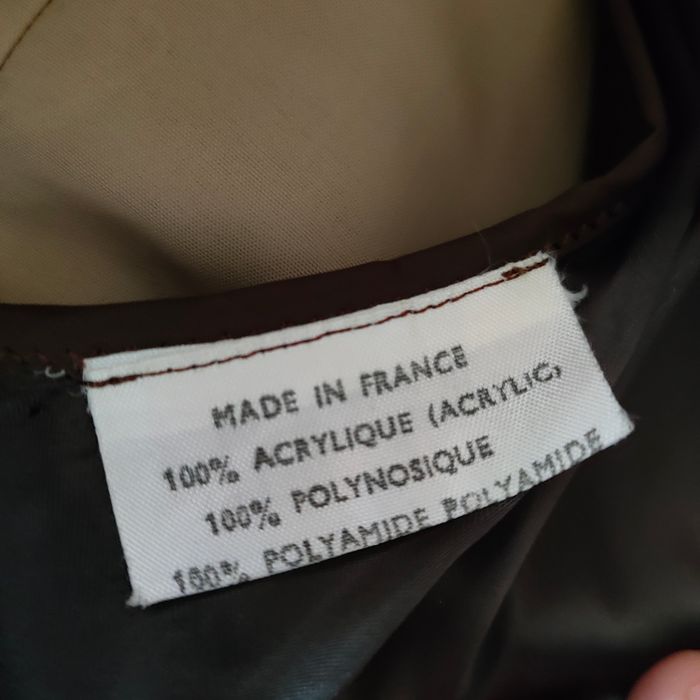 MADE IN FRANCE
100% ACRYLIQUE (ACRYLIC)
100% POLYNOSIQUE
100% POLYAMIDE POLYAMIDE